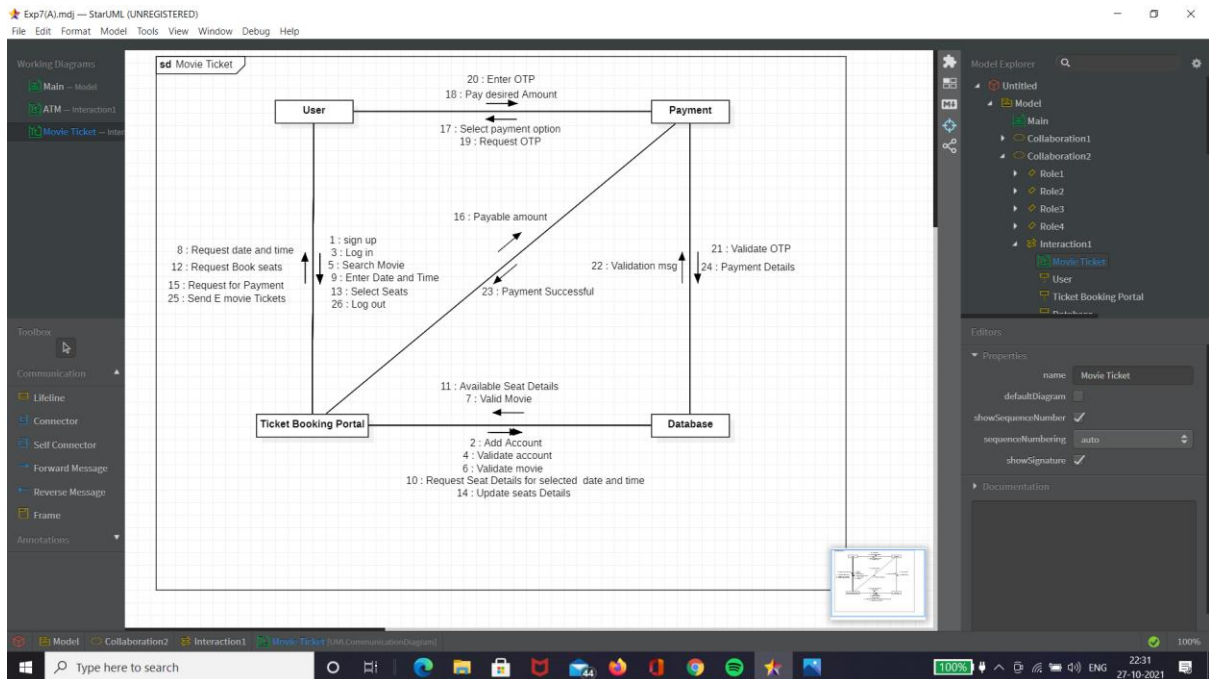 Exp7(A).mdj — StarUML (UNREGISTERED)
File Edit Format Model Tools View Window Debug Help
Working Diagrams
Main — Model
ATM — Interaction1
Movie Ticket — Inter
Toolbox
Communication
Lifeline
Connector
Self Connector
Forward Message
Reverse Message
Frame
Annotations
sd Movie Ticket
20 : Enter OTP
18 : Pay desired Amount
User
Payment
17 : Select payment option
19 : Request OTP
16 : Payable amount
8 : Request date and time
12 : Request Book seats
15 : Request for Payment
25 : Send E movie Tickets
1 : sign up
3 : Log in
5 : Search Movie
9 : Enter Date and Time
13 : Select Seats
26 : Log out
23 : Payment Successful
22 : Validation msg
21 : Validate OTP
24 : Payment Details
11 : Available Seat Details
7 : Valid Movie
Ticket Booking Portal
Database
2 : Add Account
4 : Validate account
6 : Validate movie
10 : Request Seat Details for selected date and time
14 : Update seats Details
Model Explorer
Untitled
Model
Main
Collaboration1
Collaboration2
Role1
Role2
Role3
Role4
Interaction1
Movie Ticket
User
Ticket Booking Portal
Database
Editors
Properties
name Movie Ticket
defaultDiagram
showSequenceNumber
sequenceNumbering auto
showSignature
Documentation
Model Collaboration2 Interaction1 Movie Ticket [UMLCommunicationDiagram]
100%
Type here to search
44
100%
ENG
22:31
27-10-2021